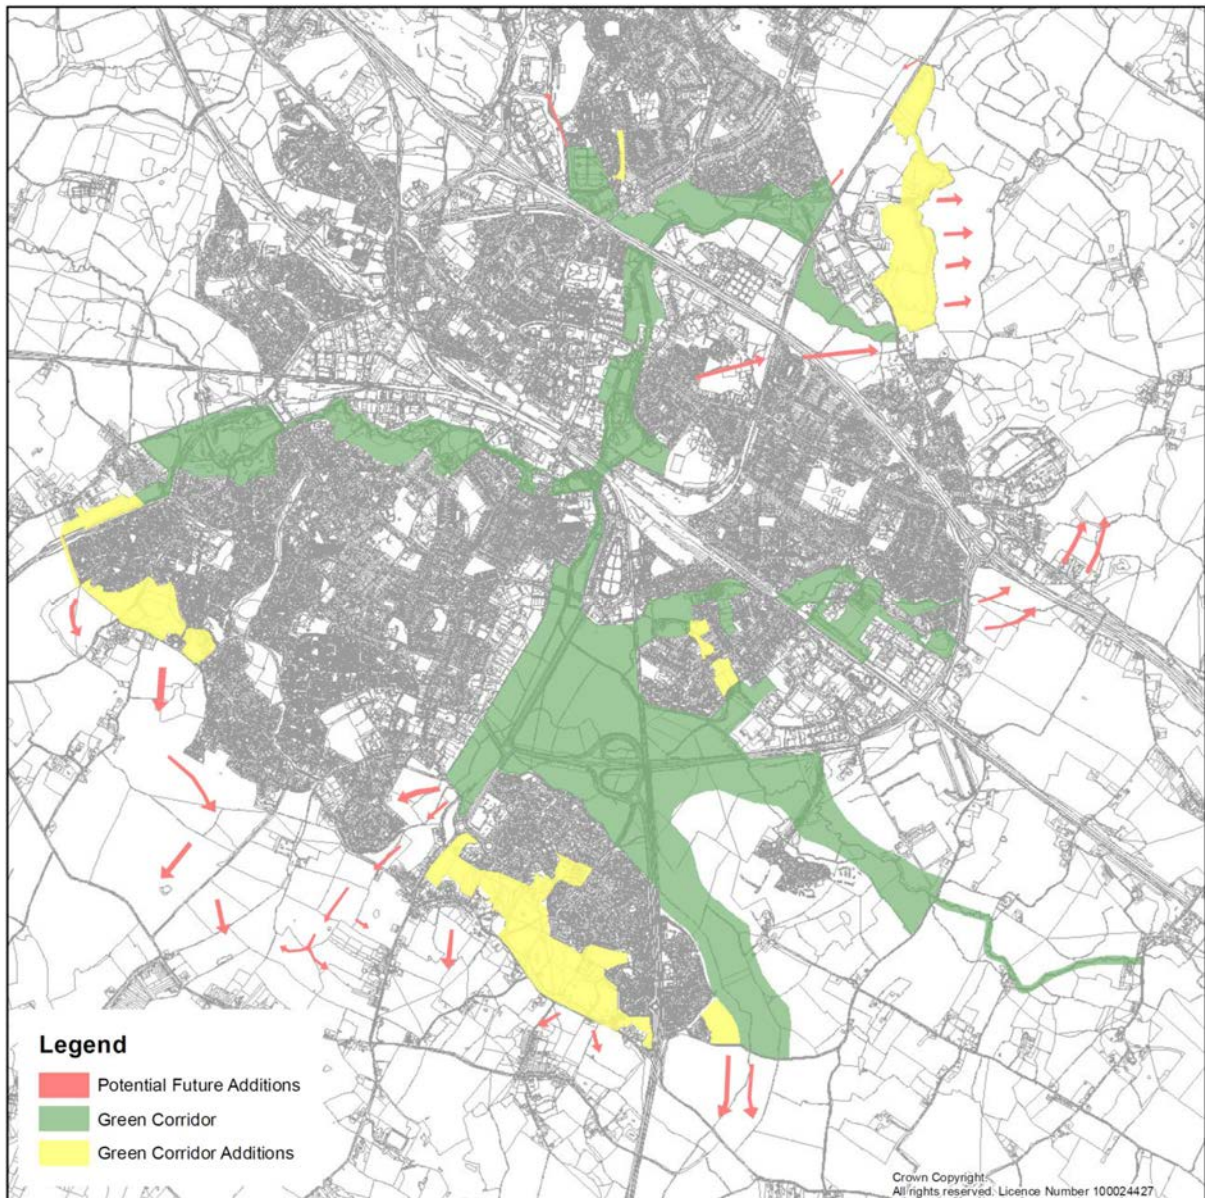 Legend
Potential Future Additions
Green Corridor
Green Corridor Additions
Crown Copyright.
All rights reserved. Licence Number 100024427